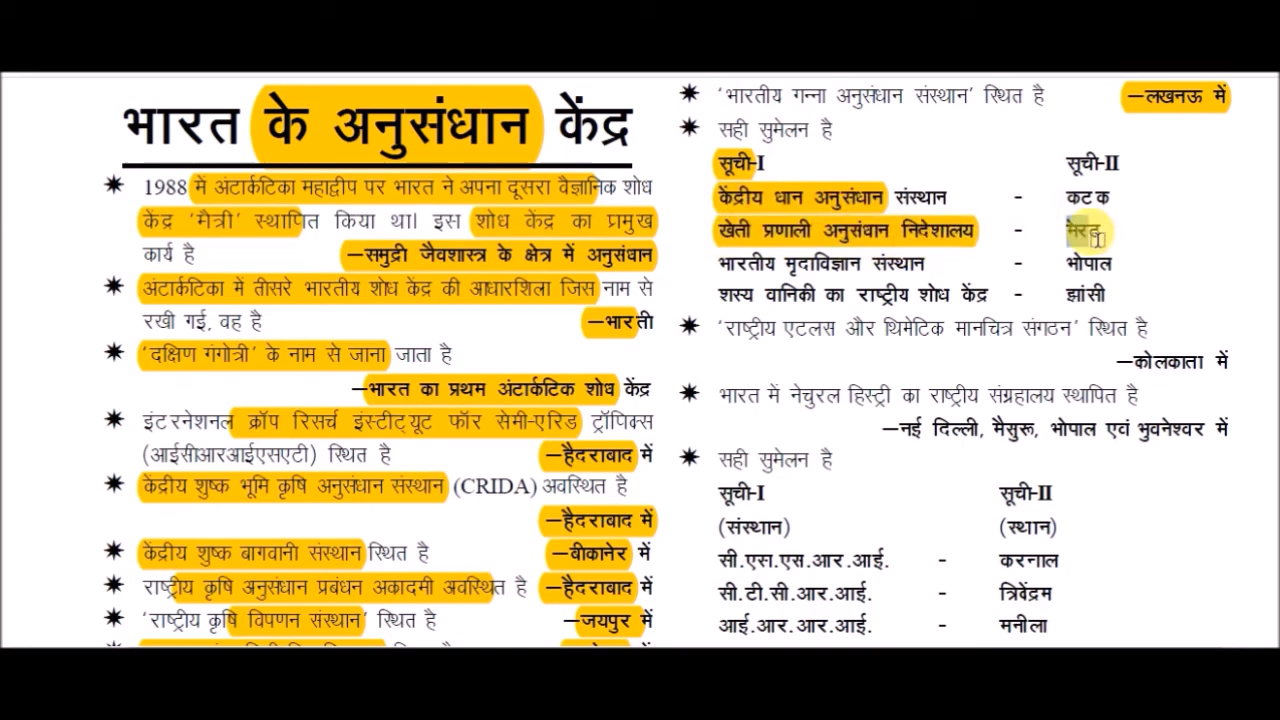 भारत के अनुसंधान केंद्र
✷ 1988 में अंटार्कटिका महाद्वीप पर भारत ने अपना दूसरा वैज्ञानिक शोध
केंद्र 'मैत्री' स्थापित किया था। इस शोध केंद्र का प्रमुख
कार्य है —समुद्री जैवशास्त्र के क्षेत्र में अनुसंधान
✷ अंटार्कटिका में तीसरे भारतीय शोध केंद्र की आधारशिला जिस नाम से
रखी गई, वह है —भारती
✷ 'दक्षिण गंगोत्री' के नाम से जाना जाता है
—भारत का प्रथम अंटार्कटिक शोध केंद्र
✷ इंटरनेशनल क्रॉप रिसर्च इंस्टीट्यूट फॉर सेमी-एरिड ट्रॉपिक्स
(आईसीआरआईएसएटी) स्थित है —हैदराबाद में
✷ केंद्रीय शुष्क भूमि कृषि अनुसंधान संस्थान (CRIDA) अवस्थित है
—हैदराबाद में
✷ केंद्रीय शुष्क बागवानी संस्थान स्थित है —बीकानेर में
✷ राष्ट्रीय कृषि अनुसंधान प्रबंधन अकादमी अवस्थित है —हैदराबाद में
✷ 'राष्ट्रीय कृषि विपणन संस्थान' स्थित है —जयपुर में
✷ 'भारतीय गन्ना अनुसंधान संस्थान' स्थित है —लखनऊ में
✷ सही सुमेलन है
सूची-I सूची-II
केंद्रीय धान अनुसंधान संस्थान - कटक
खेती प्रणाली अनुसंधान निदेशालय - मेरठ
भारतीय मृदाविज्ञान संस्थान - भोपाल
शस्य वानिकी का राष्ट्रीय शोध केंद्र - झांसी
✷ 'राष्ट्रीय एटलस और थिमेटिक मानचित्र संगठन' स्थित है
—कोलकाता में
✷ भारत में नेचुरल हिस्ट्री का राष्ट्रीय संग्रहालय स्थापित है
—नई दिल्ली, मैसुरू, भोपाल एवं भुवनेश्वर में
✷ सही सुमेलन है
सूची-I सूची-II
(संस्थान) (स्थान)
सी.एस.एस.आर.आई. - करनाल
सी.टी.सी.आर.आई. - त्रिवेंद्रम
आई.आर.आर.आई. - मनीला